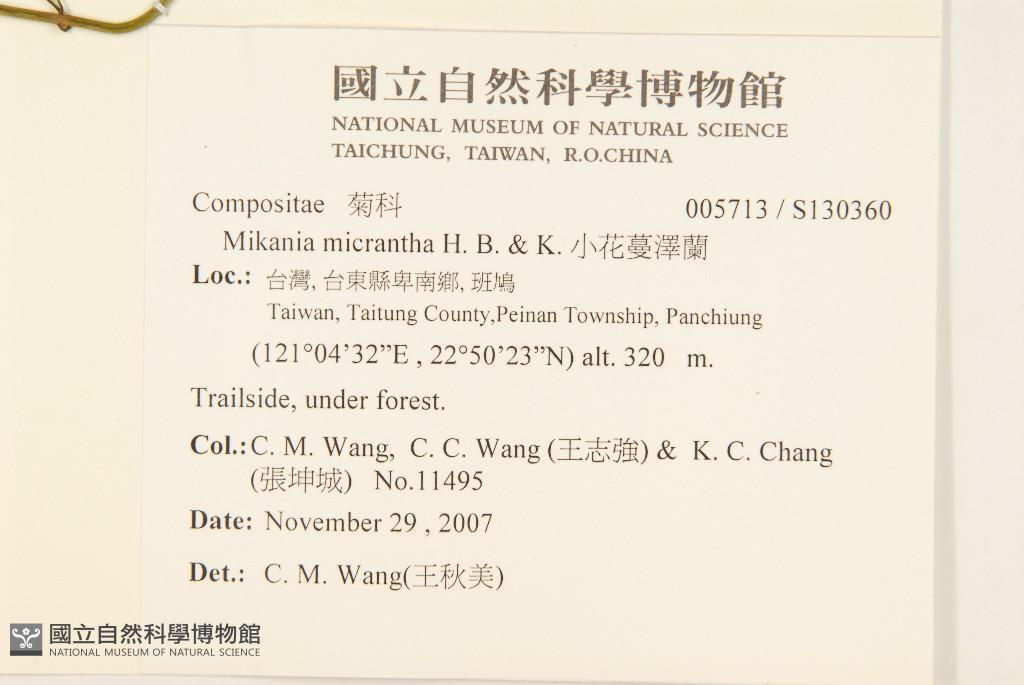 國立自然科學博物館
NATIONAL MUSEUM OF NATURAL SCIENCE
TAICHUNG, TAIWAN, R.O.CHINA
Compositae 菊科 005713 / S130360
Mikania micrantha H. B. & K. 小花蔓澤蘭
Loc.: 台灣, 台東縣卑南鄉, 班鳩
Taiwan, Taitung County,Peinan Township, Panchiung
(121°04’32”E , 22°50’23”N) alt. 320 m.
Trailside, under forest.
Col.: C. M. Wang, C. C. Wang (王志強) & K. C. Chang
(張坤城) No.11495
Date: November 29 , 2007
Det.: C. M. Wang(王秋美)
國立自然科學博物館
NATIONAL MUSEUM OF NATURAL SCIENCE